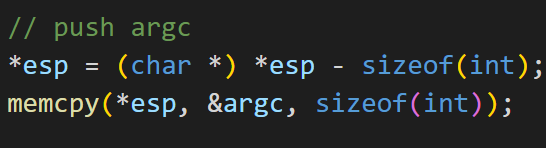 // push argc
*esp = (char *) *esp - sizeof(int);
memcpy(*esp, &argc, sizeof(int));